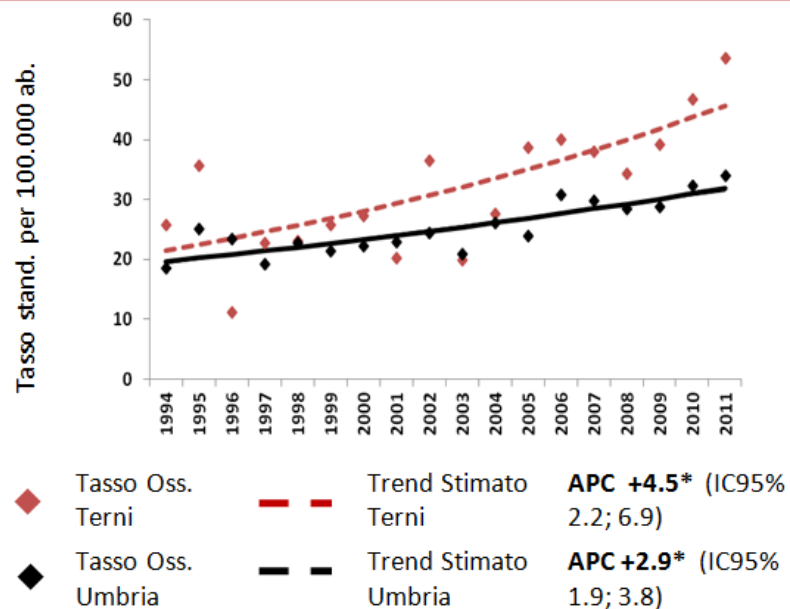 Tasso stand. per 100.000 ab.
60
50
40
30
20
10
0
1994
1995
1996
1997
1998
1999
2000
2001
2002
2003
2004
2005
2006
2007
2008
2009
2010
2011
Tasso Oss.
Terni
Trend Stimato
Terni
APC +4.5* (IC95%
2.2; 6.9)
Tasso Oss.
Umbria
Trend Stimato
Umbria
APC +2.9* (IC95%
1.9; 3.8)